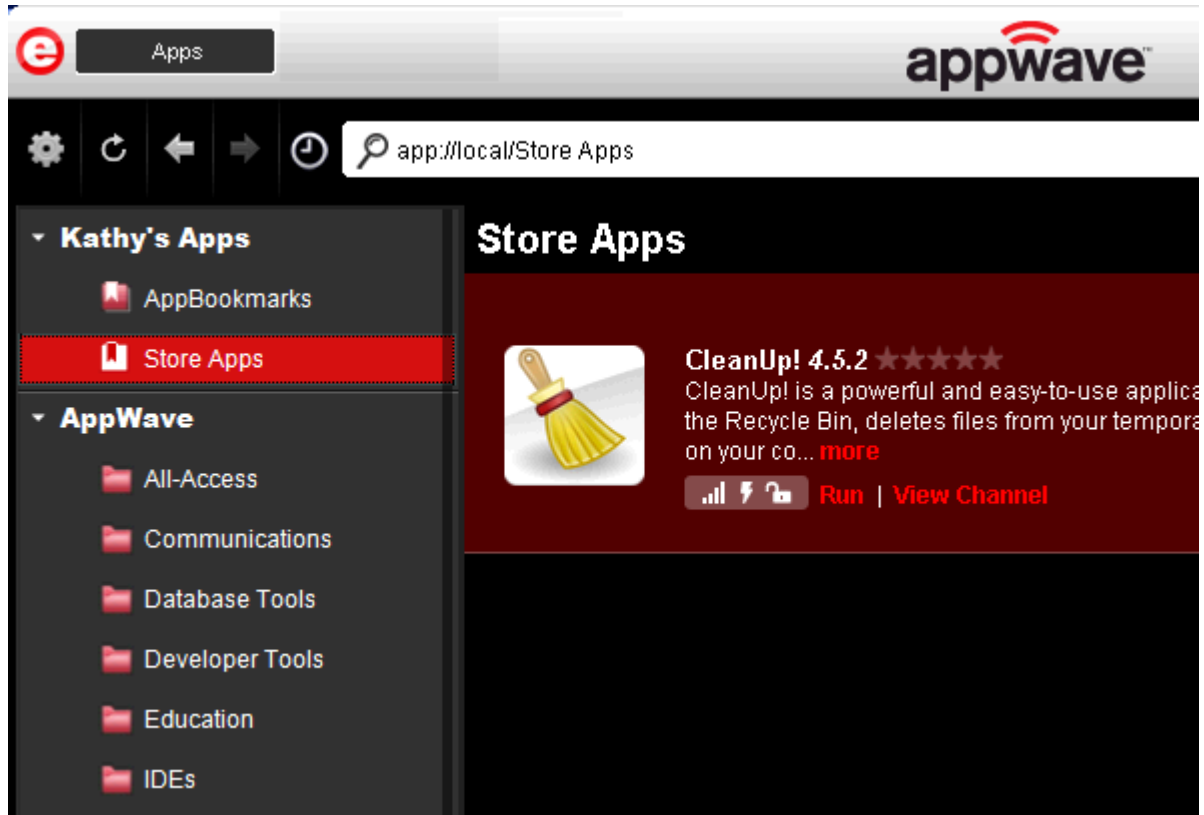 e
Apps
appwave™
app://local/Store Apps
Kathy's Apps
AppBookmarks
Store Apps
AppWave
All-Access
Communications
Database Tools
Developer Tools
Education
IDEs
Store Apps
CleanUp! 4.5.2
CleanUp! is a powerful and easy-to-use applica
the Recycle Bin, deletes files from your tempora
on your co... more
Run | View Channel